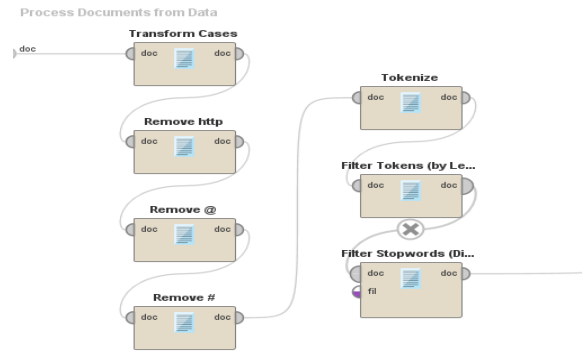 Process Documents from Data
doc
Transform Cases
doc doc
Remove http
doc doc
Remove @
doc doc
Remove #
doc doc
Tokenize
doc doc
Filter Tokens (by Le...
doc doc
Filter Stopwords (Di...
doc doc
fil